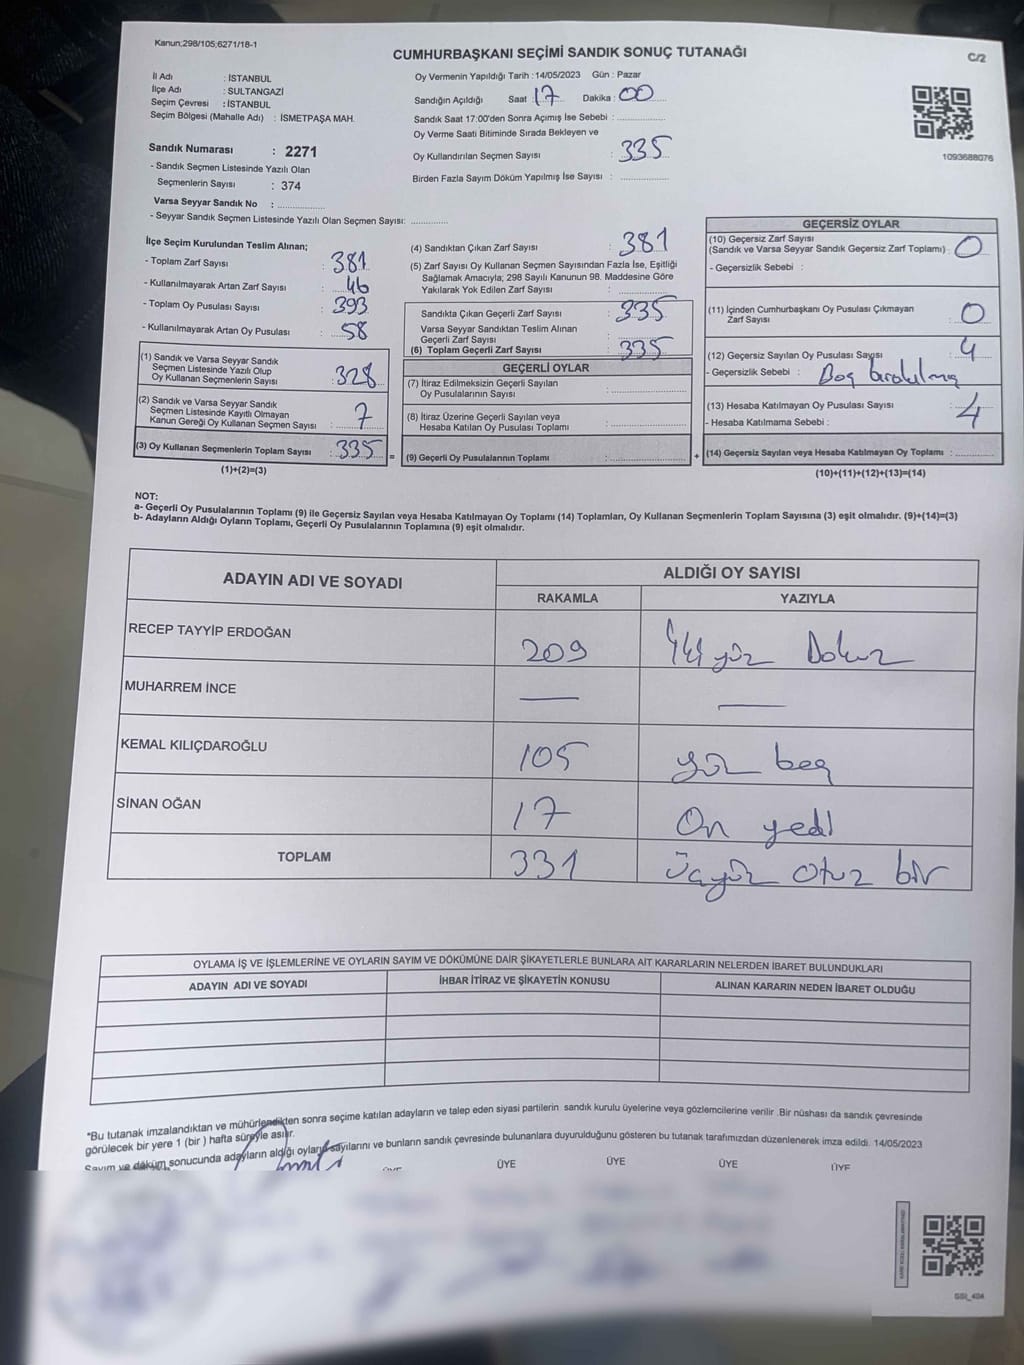 Kanun;298/105;6271/18-1
CUMHURBAŞKANI SEÇİMİ SANDIK SONUÇ TUTANAĞI
C/2
İl Adı : İSTANBUL
İlçe Adı : SULTANGAZİ
Seçim Çevresi : İSTANBUL
Seçim Bölgesi (Mahalle Adı) : İSMETPAŞA MAH.
Sandık Numarası : 2271
- Sandık Seçmen Listesinde Yazılı Olan
Seçmenlerin Sayısı : 374
Varsa Seyyar Sandık No : ..............
- Seyyar Sandık Seçmen Listesinde Yazılı Olan Seçmen Sayısı: ............
Oy Vermenin Yapıldığı Tarih : 14/05/2023 Gün : Pazar
Sandığın Açıldığı Saat : 17 Dakika : 00
Sandık Saat 17:00'den Sonra Açımış İse Sebebi : ................
Oy Verme Saati Bitiminde Sırada Bekleyen ve
Oy Kullandırılan Seçmen Sayısı : 335
Birden Fazla Sayım Döküm Yapılmış İse Sayısı : ................
1093688076
İlçe Seçim Kurulundan Teslim Alınan;
- Toplam Zarf Sayısı : 381
- Kullanılmayarak Artan Zarf Sayısı : 46
- Toplam Oy Pusulası Sayısı : 393
- Kullanılmayarak Artan Oy Pusulası : 58
(1) Sandık ve Varsa Seyyar Sandık
Seçmen Listesinde Yazılı Olup
Oy Kullanan Seçmenlerin Sayısı : 328
(2) Sandık ve Varsa Seyyar Sandık
Seçmen Listesinde Kayıtlı Olmayan
Kanun Gereği Oy Kullanan Seçmen Sayısı : 7
(3) Oy Kullanan Seçmenlerin Toplam Sayısı : 335
(1)+(2)=(3)
(4) Sandıktan Çıkan Zarf Sayısı : 381
(5) Zarf Sayısı Oy Kullanan Seçmen Sayısından Fazla İse, Eşitliği
Sağlamak Amacıyla; 298 Sayılı Kanunun 98. Maddesine Göre
Yakılarak Yok Edilen Zarf Sayısı : ................
Sandıkta Çıkan Geçerli Zarf Sayısı : 335
Varsa Seyyar Sandıktan Teslim Alınan
Geçerli Zarf Sayısı : ................
(6) Toplam Geçerli Zarf Sayısı : 335
GEÇERLİ OYLAR
(7) İtiraz Edilmeksizin Geçerli Sayılan
Oy Pusulalarının Sayısı : ................
(8) İtiraz Üzerine Geçerli Sayılan veya
Hesaba Katılan Oy Pusulaları Toplamı : ................
= (9) Geçerli Oy Pusulalarının Toplamı : ................ +
GEÇERSİZ OYLAR
(10) Geçersiz Zarf Sayısı
(Sandık ve Varsa Seyyar Sandık Geçersiz Zarf Toplamı) : 0
- Geçersizlik Sebebi :
(11) İçinden Cumhurbaşkanı Oy Pusulası Çıkmayan
Zarf Sayısı : 0
(12) Geçersiz Sayılan Oy Pusulası Sayısı : 4
- Geçersizlik Sebebi : Boş bırakılmış
(13) Hesaba Katılmayan Oy Pusulası Sayısı : 4
- Hesaba Katılmama Sebebi :
(14) Geçersiz Sayılan veya Hesaba Katılmayan Oy Toplamı : ............
(10)+(11)+(12)+(13)=(14)
NOT:
a- Geçerli Oy Pusulalarının Toplamı (9) ile Geçersiz Sayılan veya Hesaba Katılmayan Oy Toplamı (14) Toplamları, Oy Kullanan Seçmenlerin Toplam Sayısına (3) eşit olmalıdır. (9)+(14)=(3)
b- Adayların Aldığı Oyların Toplamı, Geçerli Oy Pusulalarının Toplamına (9) eşit olmalıdır.
ADAYIN ADI VE SOYADI
ALDIĞI OY SAYISI
RAKAMLA YAZIYLA
RECEP TAYYİP ERDOĞAN 209 İki yüz Dokuz
MUHARREM İNCE — —
KEMAL KILIÇDAROĞLU 105 yüz beş
SİNAN OĞAN 17 On yedi
TOPLAM 331 üçyüz otuz bir
OYLAMA İŞ VE İŞLEMLERİNE VE OYLARIN SAYIM VE DÖKÜMÜNE DAİR ŞİKAYETLERLE BUNLARA AİT KARARLARIN NELERDEN İBARET BULUNDUKLARI
ADAYIN ADI VE SOYADI İHBAR İTİRAZ VE ŞİKAYETİN KONUSU ALINAN KARARIN NEDEN İBARET OLDUĞU
*Bu tutanak imzalandıktan ve mühürlendikten sonra seçime katılan adayların ve talep eden siyasi partilerin sandık kurulu üyelerine veya gözlemcilerine verilir .Bir nüshası da sandık çevresinde
görülecek bir yere 1 (bir ) hafta süreyle asılır.
Sayım ve döküm sonucunda adayların aldığı oyların sayılarını ve bunların sandık çevresinde bulunanlara duyurulduğunu gösteren bu tutanak tarafımızdan düzenlenerek imza edildi. 14/05/2023
ÜYE ÜYE ÜYE ÜYE ÜYE